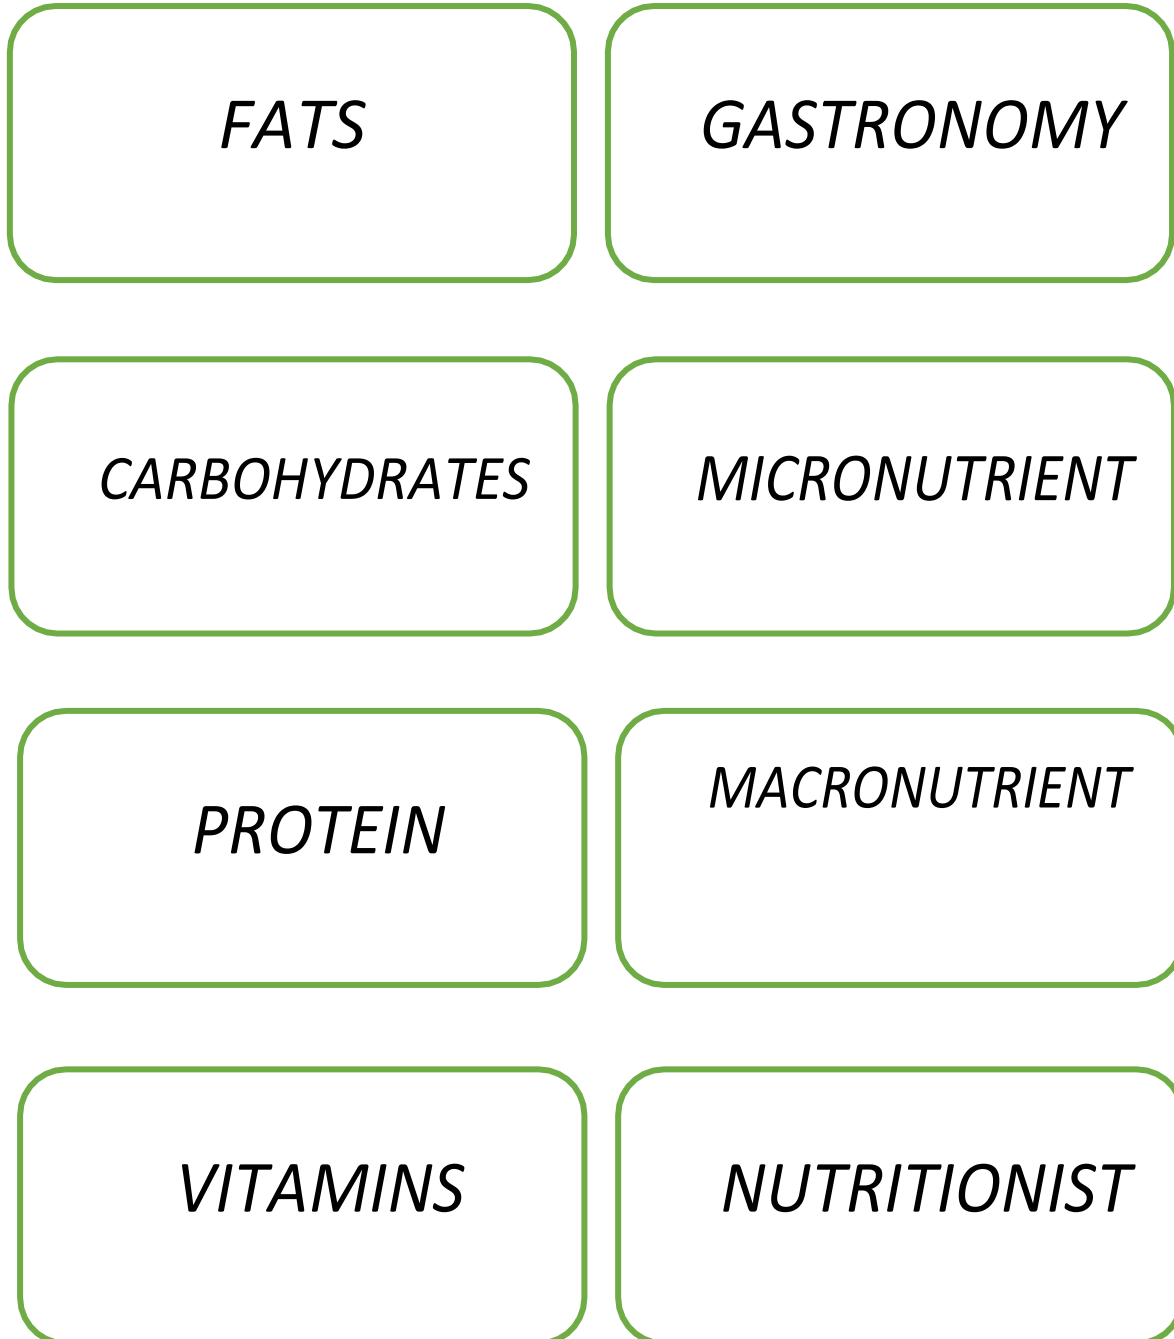 FATS
GASTRONOMY
CARBOHYDRATES
MICRONUTRIENT
PROTEIN
MACRONUTRIENT
VITAMINS
NUTRITIONIST